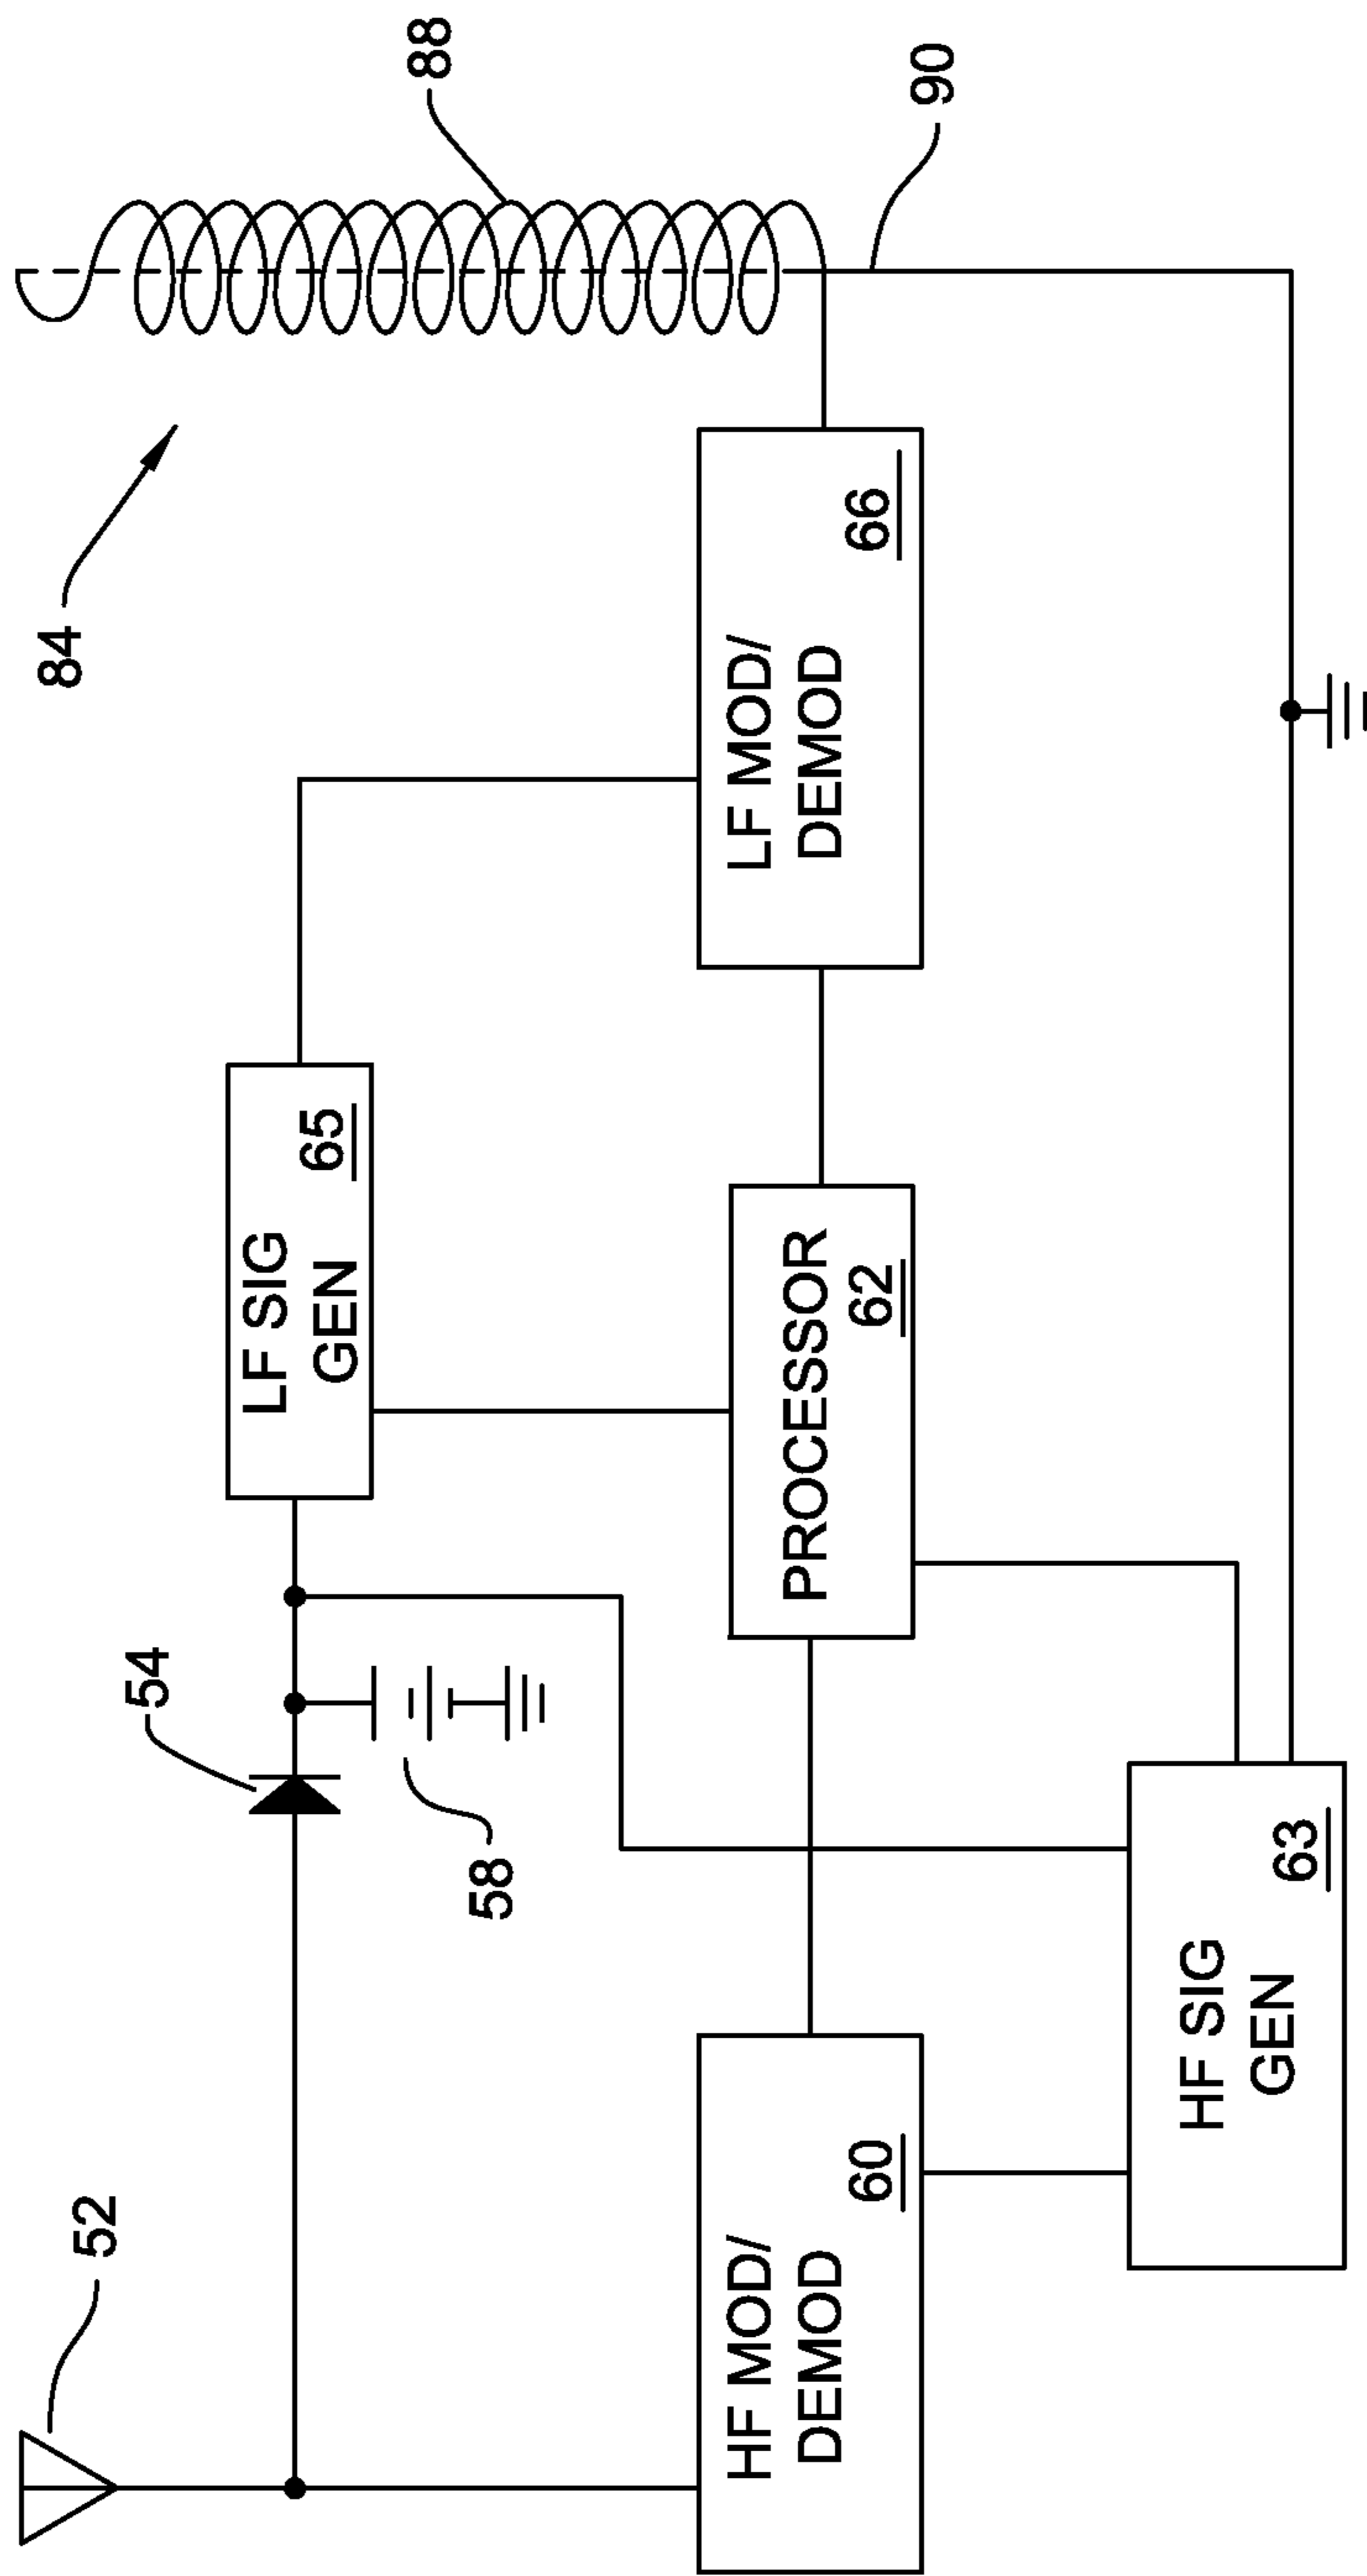 52
54
58
84
88
90
LF SIG
GEN
65
HF MOD/
DEMOD
60
PROCESSOR
62
LF MOD/
DEMOD
66
HF SIG
GEN
63